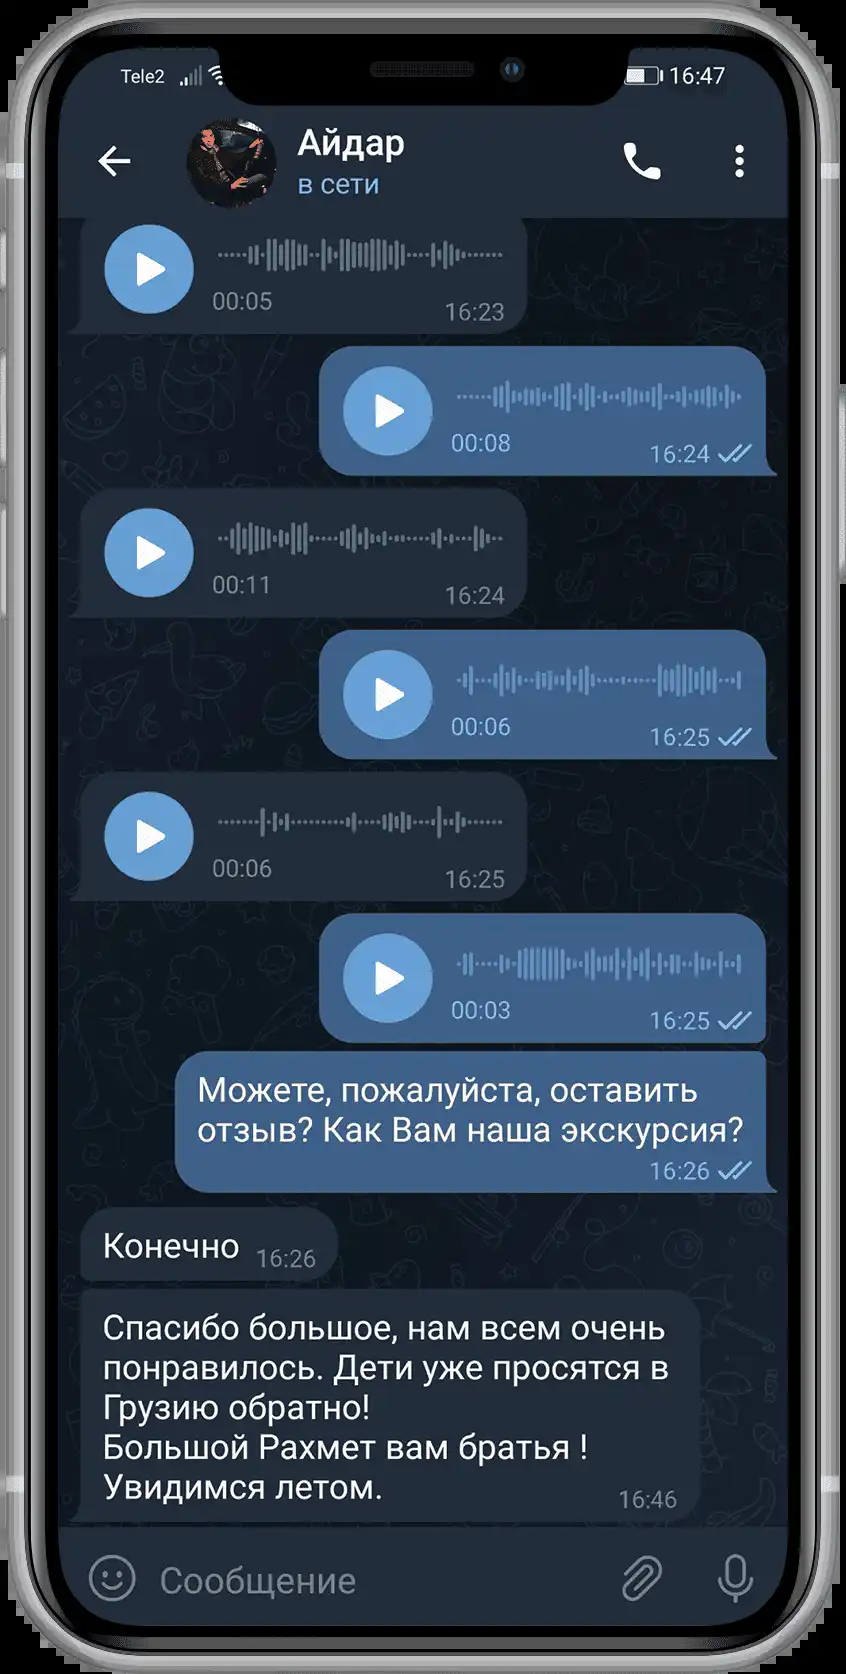 Tele2 16:47
Айдар
в сети
00:05 16:23
00:08 16:24
00:11 16:24
00:06 16:25
00:06 16:25
00:03 16:25
Можете, пожалуйста, оставить
отзыв? Как Вам наша экскурсия?
16:26
Конечно 16:26
Спасибо большое, нам всем очень
понравилось. Дети уже просятся в
Грузию обратно!
Большой Рахмет вам братья !
Увидимся летом. 16:46
Сообщение